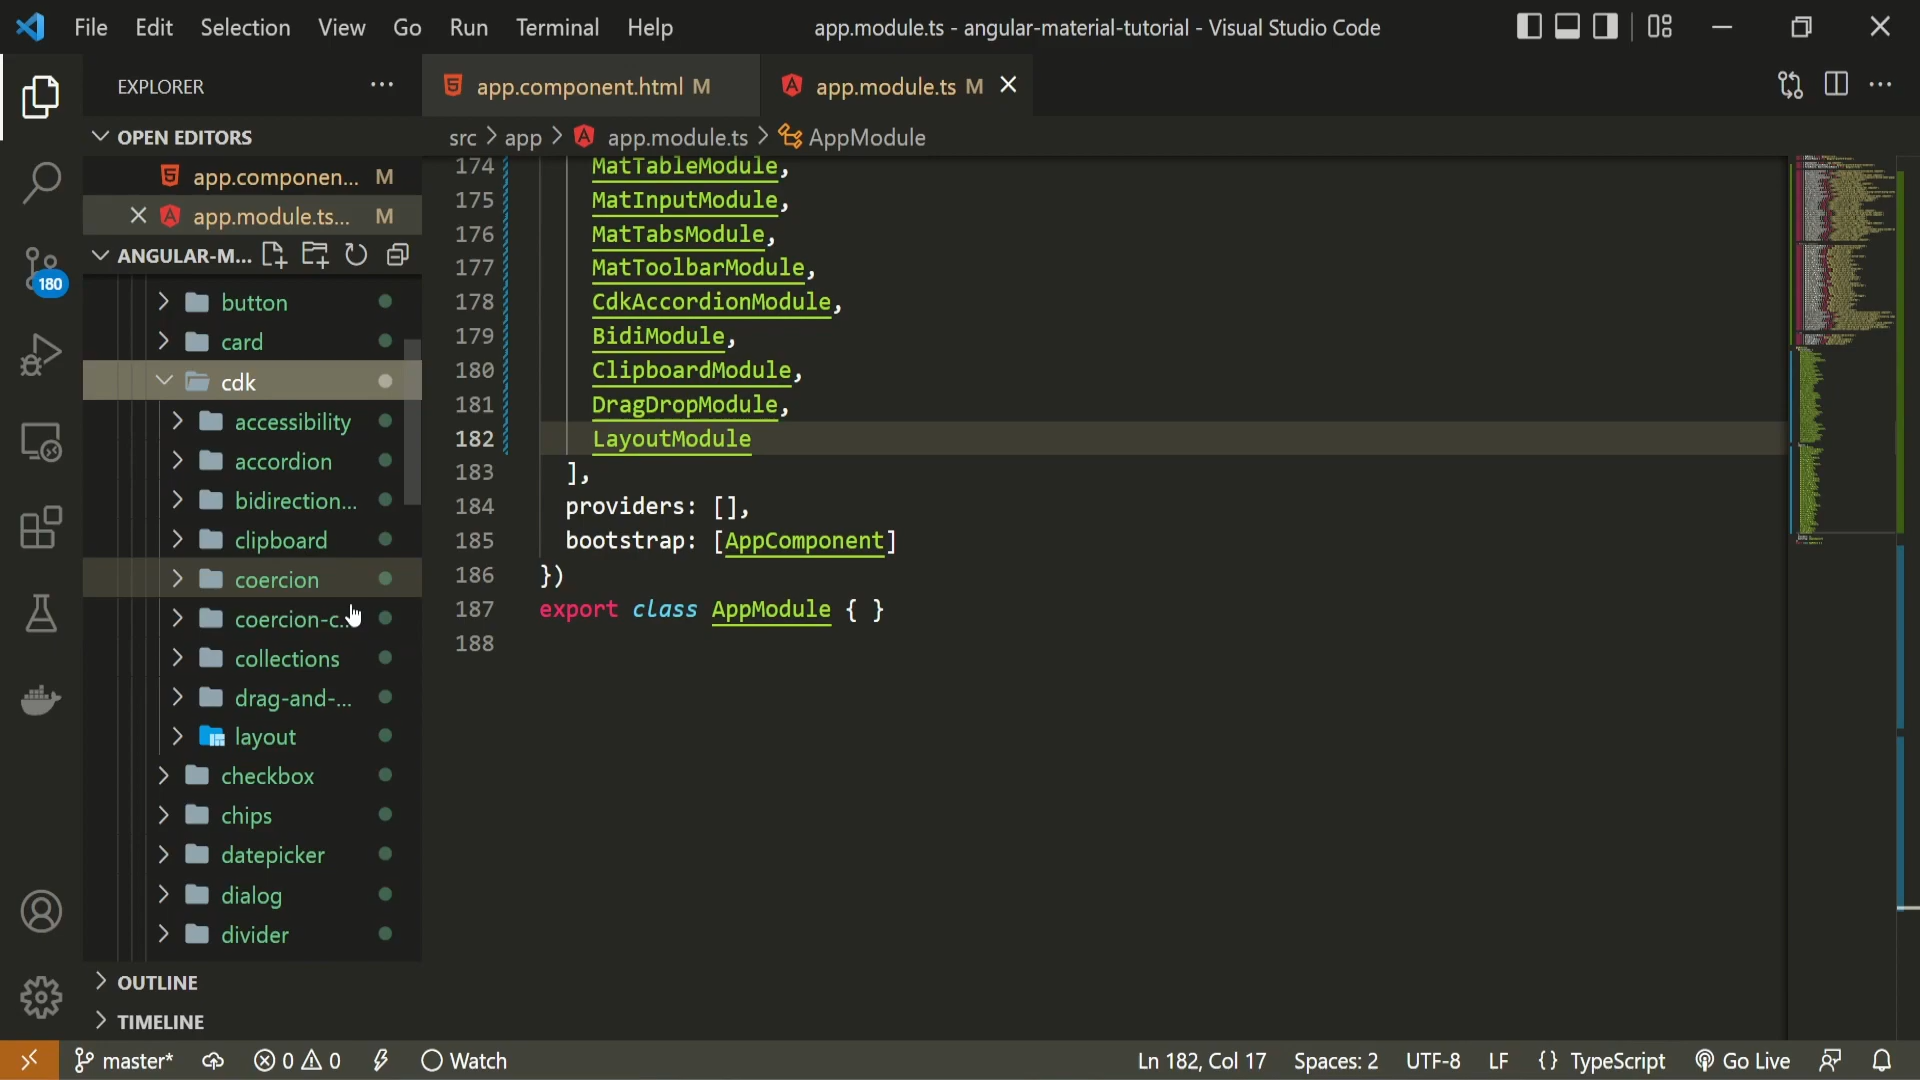 File Edit Selection View Go Run Terminal Help
app.module.ts - angular-material-tutorial - Visual Studio Code
EXPLORER
OPEN EDITORS
app.componen... M
app.module.ts... M
ANGULAR-M...
180
button
card
cdk
accessibility
accordion
bidirection...
clipboard
coercion
coercion-c...
collections
drag-and-...
layout
checkbox
chips
datepicker
dialog
divider
OUTLINE
TIMELINE
app.component.html M
app.module.ts M
src > app > app.module.ts > AppModule
174 MatTableModule,
175 MatInputModule,
176 MatTabsModule,
177 MatToolbarModule,
178 CdkAccordionModule,
179 BidiModule,
180 ClipboardModule,
181 DragDropModule,
182 LayoutModule
183 ],
184 providers: [],
185 bootstrap: [AppComponent]
186 })
187 export class AppModule { }
188
master* 0 0 Watch
Ln 182, Col 17 Spaces: 2 UTF-8 LF {} TypeScript Go Live